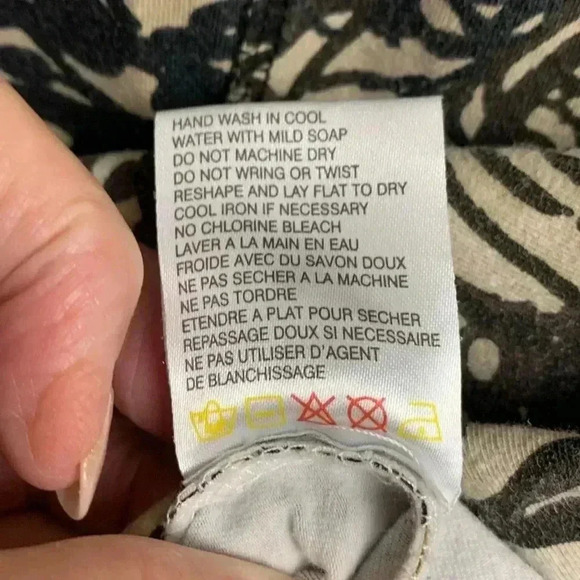 HAND WASH IN COOL
WATER WITH MILD SOAP
DO NOT MACHINE DRY
DO NOT WRING OR TWIST
RESHAPE AND LAY FLAT TO DRY
COOL IRON IF NECESSARY
NO CHLORINE BLEACH
LAVER A LA MAIN EN EAU
FROIDE AVEC DU SAVON DOUX
NE PAS SECHER A LA MACHINE
NE PAS TORDRE
ETENDRE A PLAT POUR SECHER
REPASSAGE DOUX SI NECESSAIRE
NE PAS UTILISER D'AGENT
DE BLANCHISSAGE